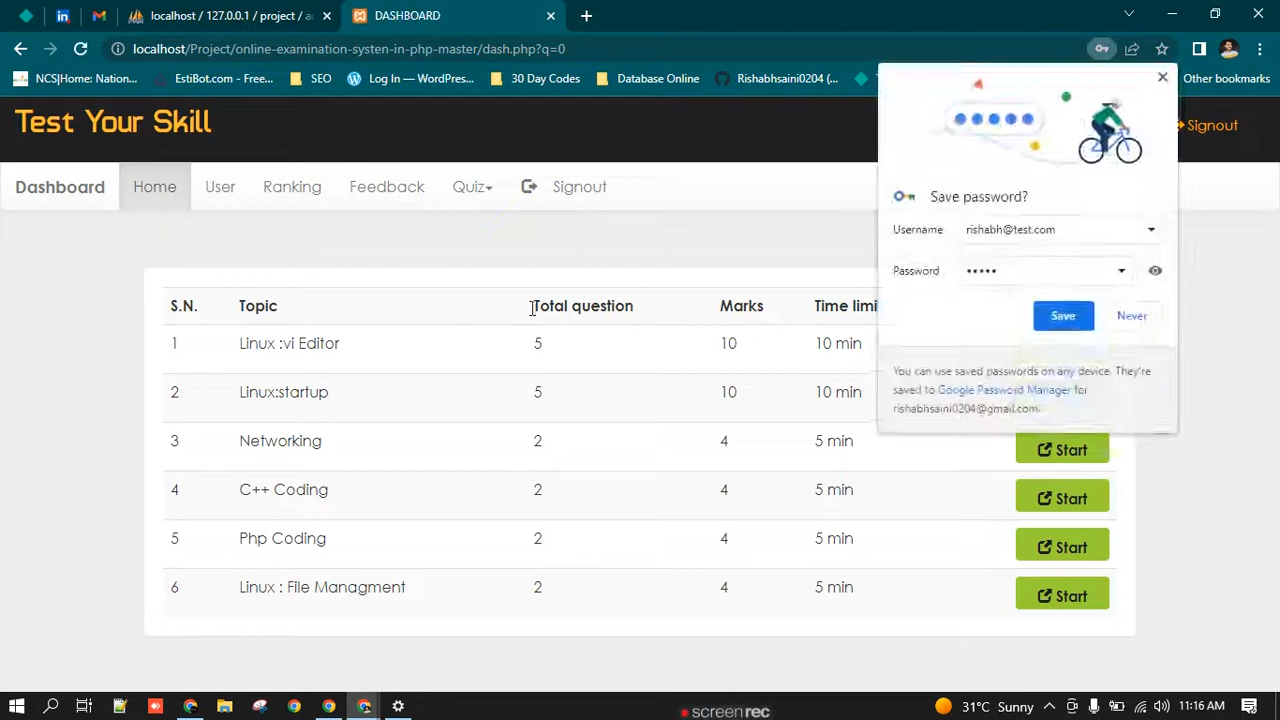 localhost / 127.0.0.1 / project / a
DASHBOARD
localhost/Project/online-examination-systen-in-php-master/dash.php?q=0
NCS|Home: Nation...
EstiBot.com - Free...
SEO
Log In — WordPres...
30 Day Codes
Database Online
Rishabhsaini0204 (...
Other bookmarks
Test Your Skill
Signout
Dashboard
Home
User
Ranking
Feedback
Quiz
Signout
Save password?
Username rishabh@test.com
Password •••••
Save Never
You can use saved passwords on any device. They're
saved to Google Password Manager for
rishabhsaini0204@gmail.com.
S.N. Topic Total question Marks Time limi
1 Linux :vi Editor 5 10 10 min
2 Linux:startup 5 10 10 min
3 Networking 2 4 5 min Start
4 C++ Coding 2 4 5 min Start
5 Php Coding 2 4 5 min Start
6 Linux : File Managment 2 4 5 min Start
screenrec
31°C Sunny
11:16 AM